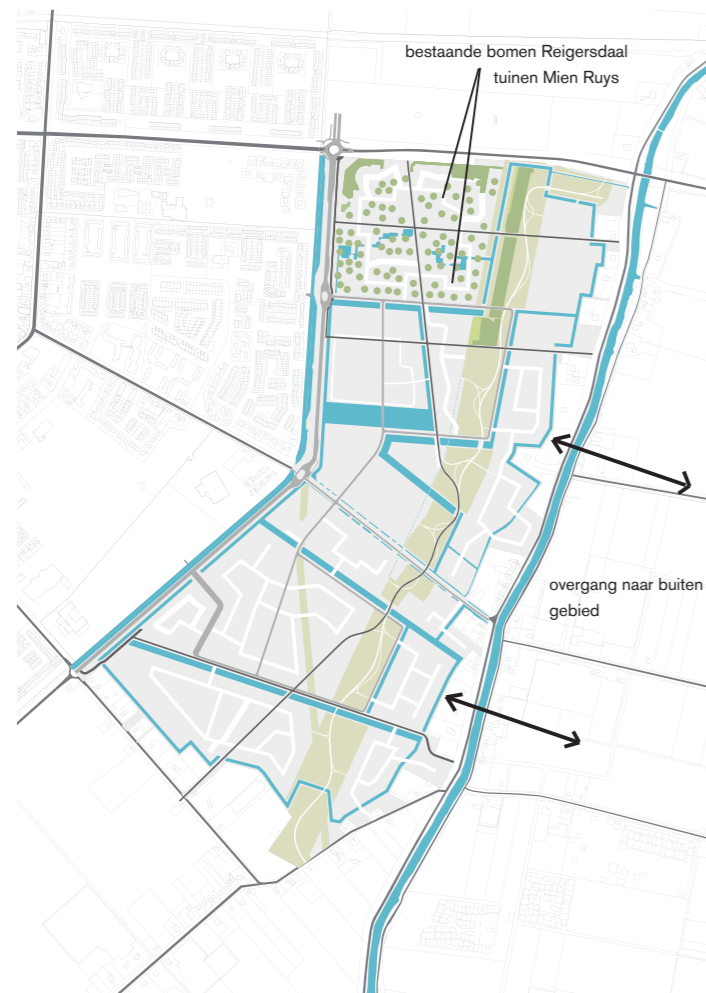 bestaande bomen Reigersdaal
tuinen Mien Ruys
overgang naar buiten
gebied